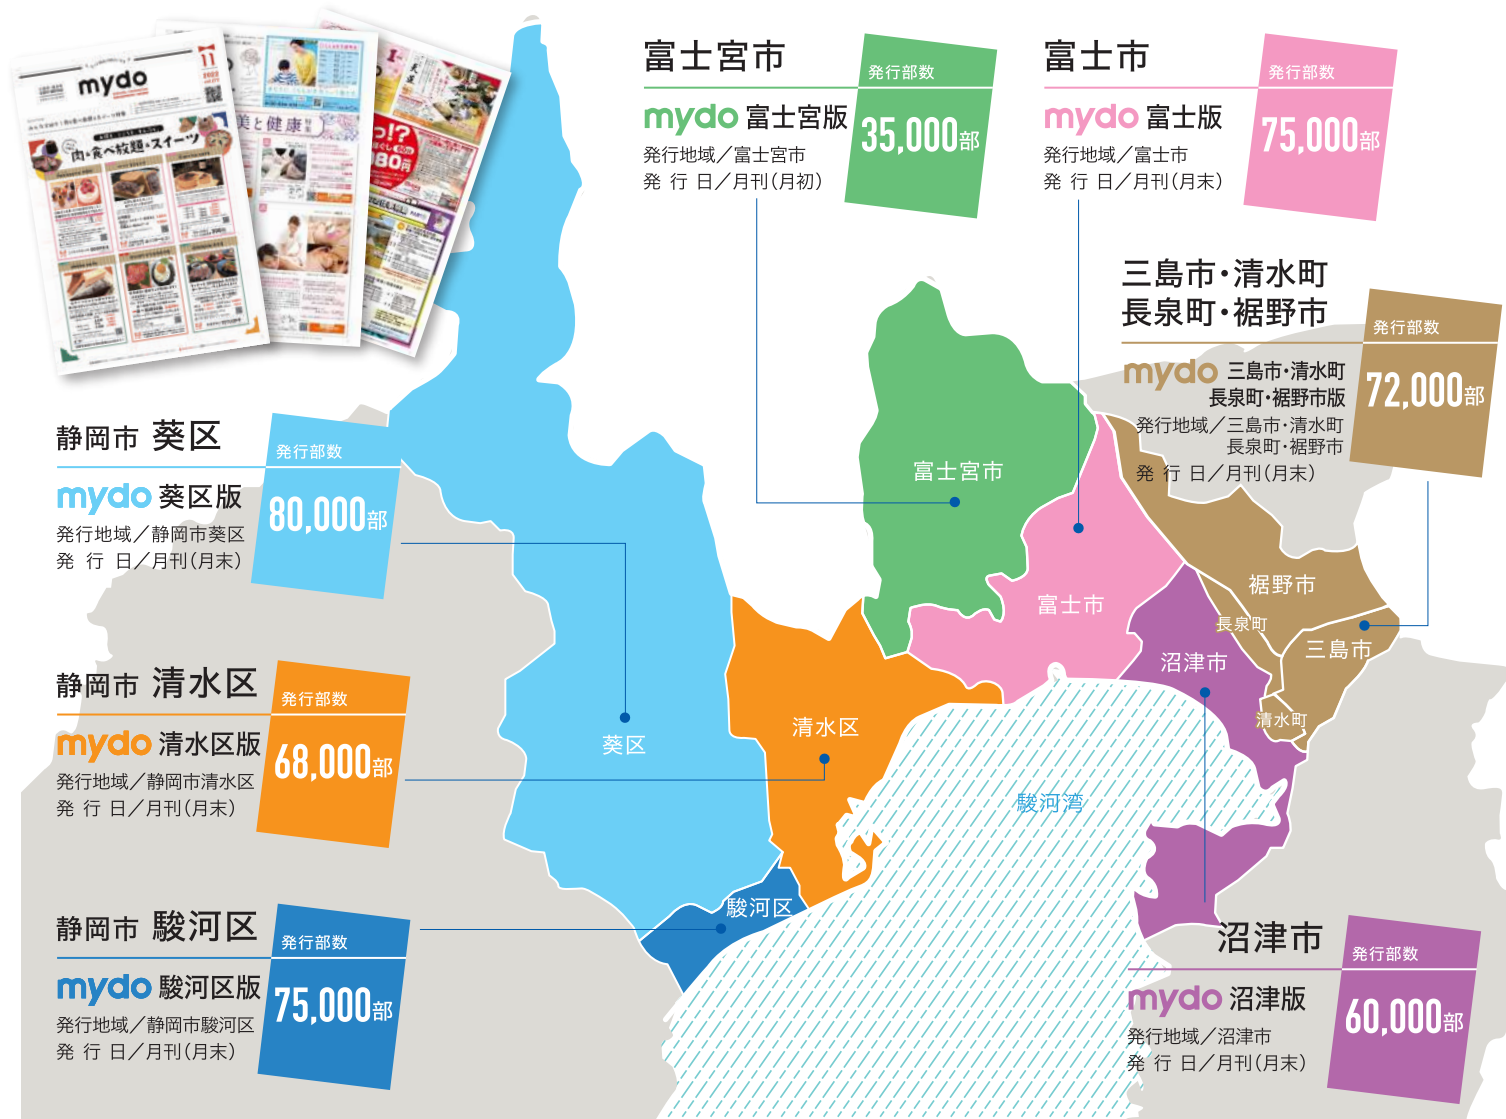 mydo
11
2022
肉&食べ放題&スイーツ
美と健康
富士宮市
発行部数
mydo 富士宮版
35,000部
発行地域／富士宮市
発 行 日／月刊(月初)
富士市
発行部数
mydo 富士版
75,000部
発行地域／富士市
発 行 日／月刊(月末)
三島市・清水町
長泉町・裾野市
発行部数
mydo 三島市・清水町
長泉町・裾野市版
72,000部
発行地域／三島市・清水町
長泉町・裾野市
発 行 日／月刊(月末)
静岡市 葵区
発行部数
mydo 葵区版
80,000部
発行地域／静岡市葵区
発 行 日／月刊(月末)
静岡市 清水区
発行部数
mydo 清水区版
68,000部
発行地域／静岡市清水区
発 行 日／月刊(月末)
静岡市 駿河区
発行部数
mydo 駿河区版
75,000部
発行地域／静岡市駿河区
発 行 日／月刊(月末)
沼津市
発行部数
mydo 沼津版
60,000部
発行地域／沼津市
発 行 日／月刊(月末)
富士宮市
富士市
裾野市
長泉町
三島市
沼津市
清水町
清水区
葵区
駿河湾
駿河区